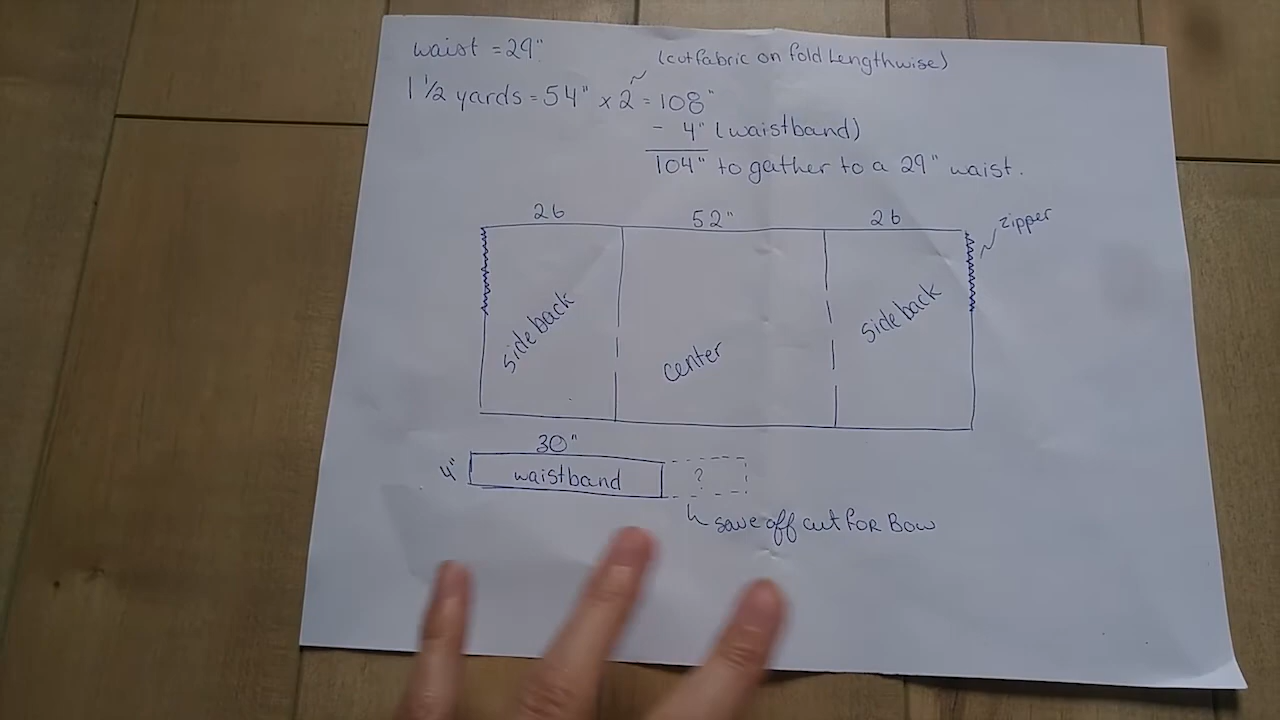 waist = 29"
(cut fabric on fold lengthwise)
1 1/2 yards = 54" x 2 = 108"
- 4" (waistband)
104" to gather to a 29" waist.
26 52" 26
zipper
side back
center
side back
30"
4"
waistband
?
save off cut for Bow